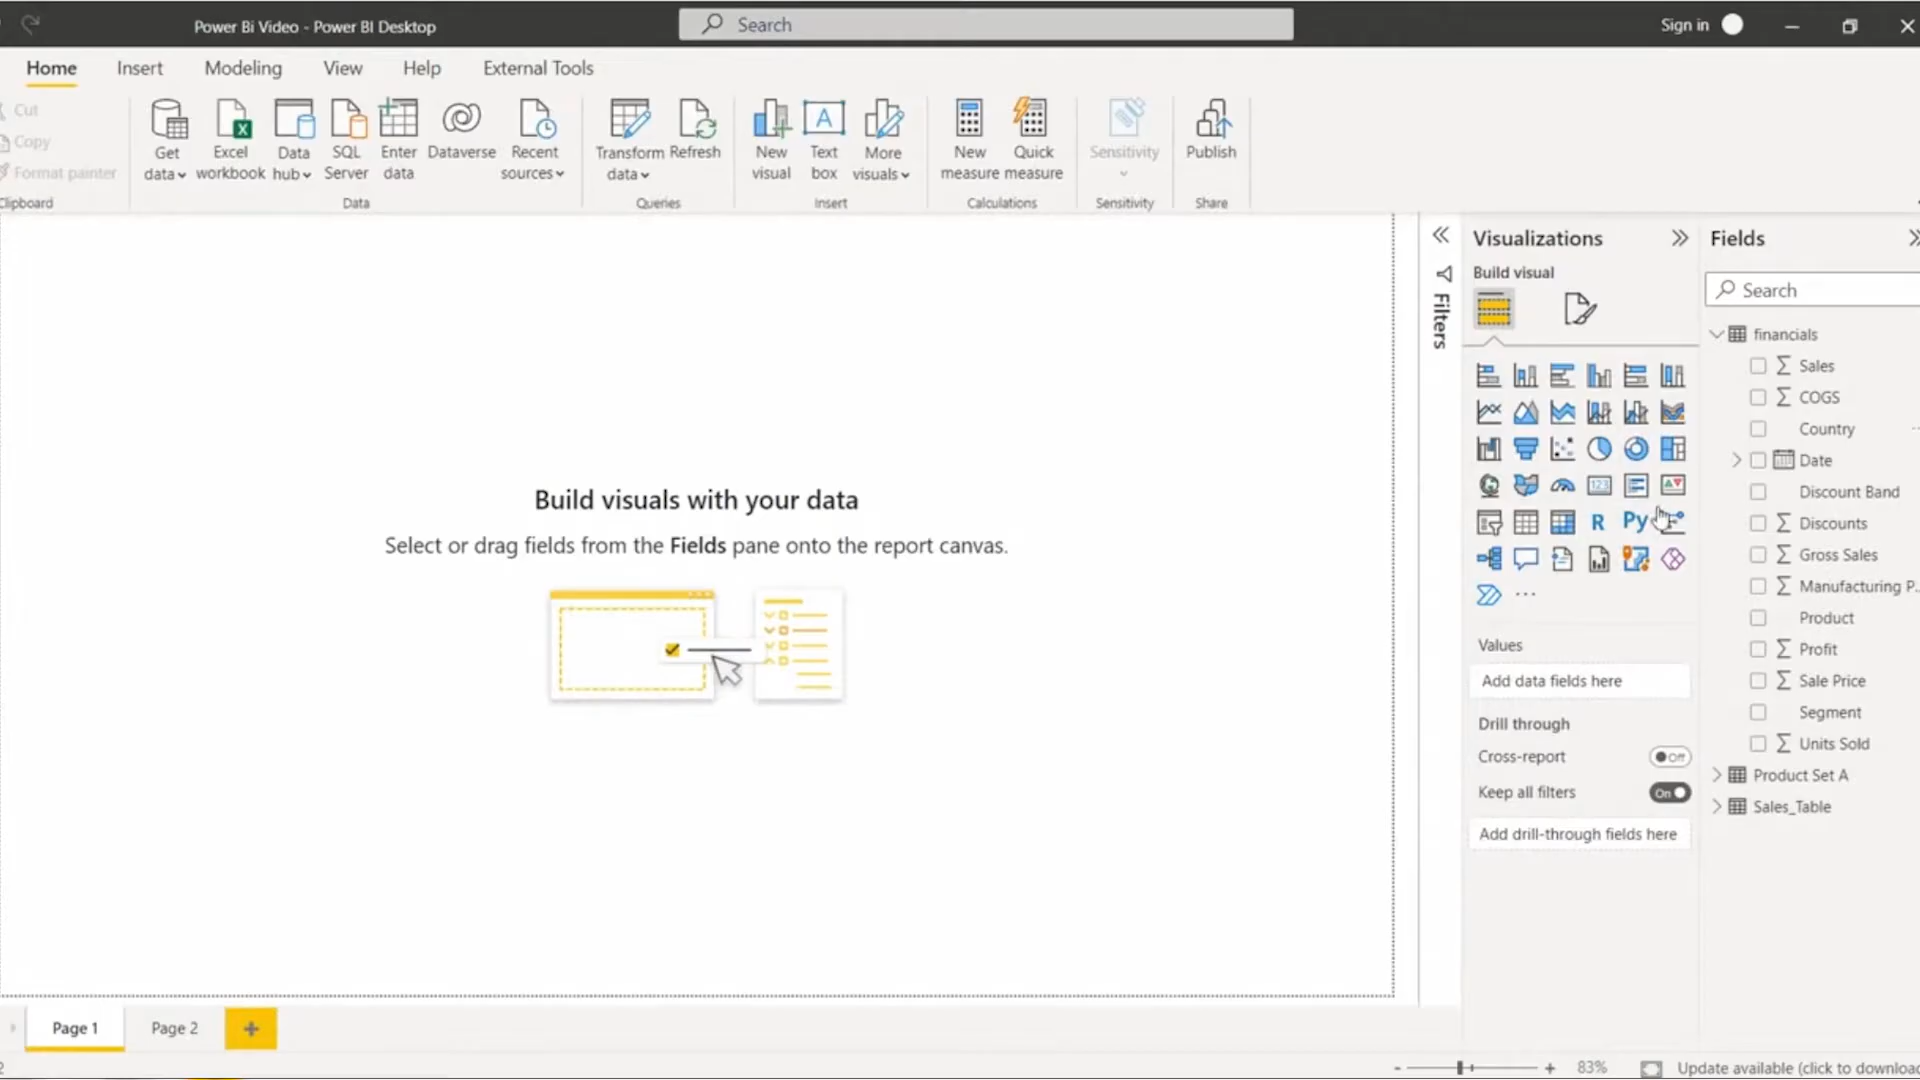 Power Bi Video - Power BI Desktop
Search
Sign in
Home Insert Modeling View Help External Tools
Cut
Copy
Format painter
Clipboard
Get data
Excel workbook
Data hub
SQL Server
Enter data
Dataverse
Recent sources
Data
Transform data
Refresh
Queries
New visual
Text box
More visuals
Insert
New measure
Quick measure
Calculations
Sensitivity
Sensitivity
Publish
Share
Build visuals with your data
Select or drag fields from the Fields pane onto the report canvas.
Filters
Visualizations
Build visual
123
R
Py
Values
Add data fields here
Drill through
Cross-report
Off
Keep all filters
On
Add drill-through fields here
Fields
Search
financials
Sales
COGS
Country
Date
Discount Band
Discounts
Gross Sales
Manufacturing P...
Product
Profit
Sale Price
Segment
Units Sold
Product Set A
Sales_Table
Page 1
Page 2
+
- + 83%
Update available (click to download